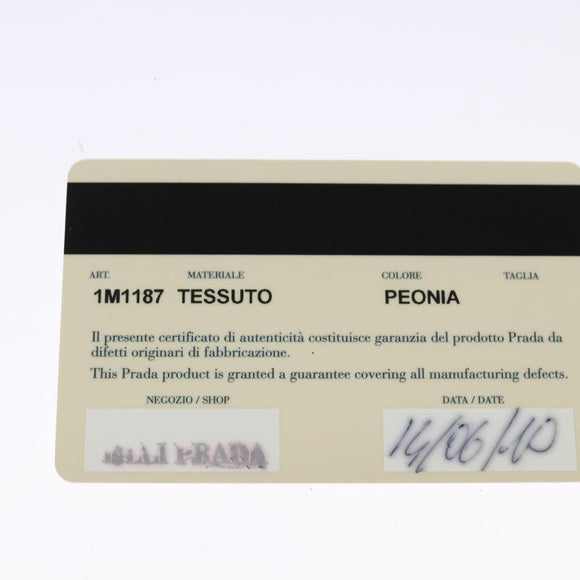 ART. MATERIALE COLORE TAGLIA
1M1187 TESSUTO PEONIA
Il presente certificato di autenticità costituisce garanzia del prodotto Prada da
difetti originari di fabbricazione.
This Prada product is granted a guarantee covering all manufacturing defects.
NEGOZIO / SHOP DATA / DATE
PRADA 14/06/10